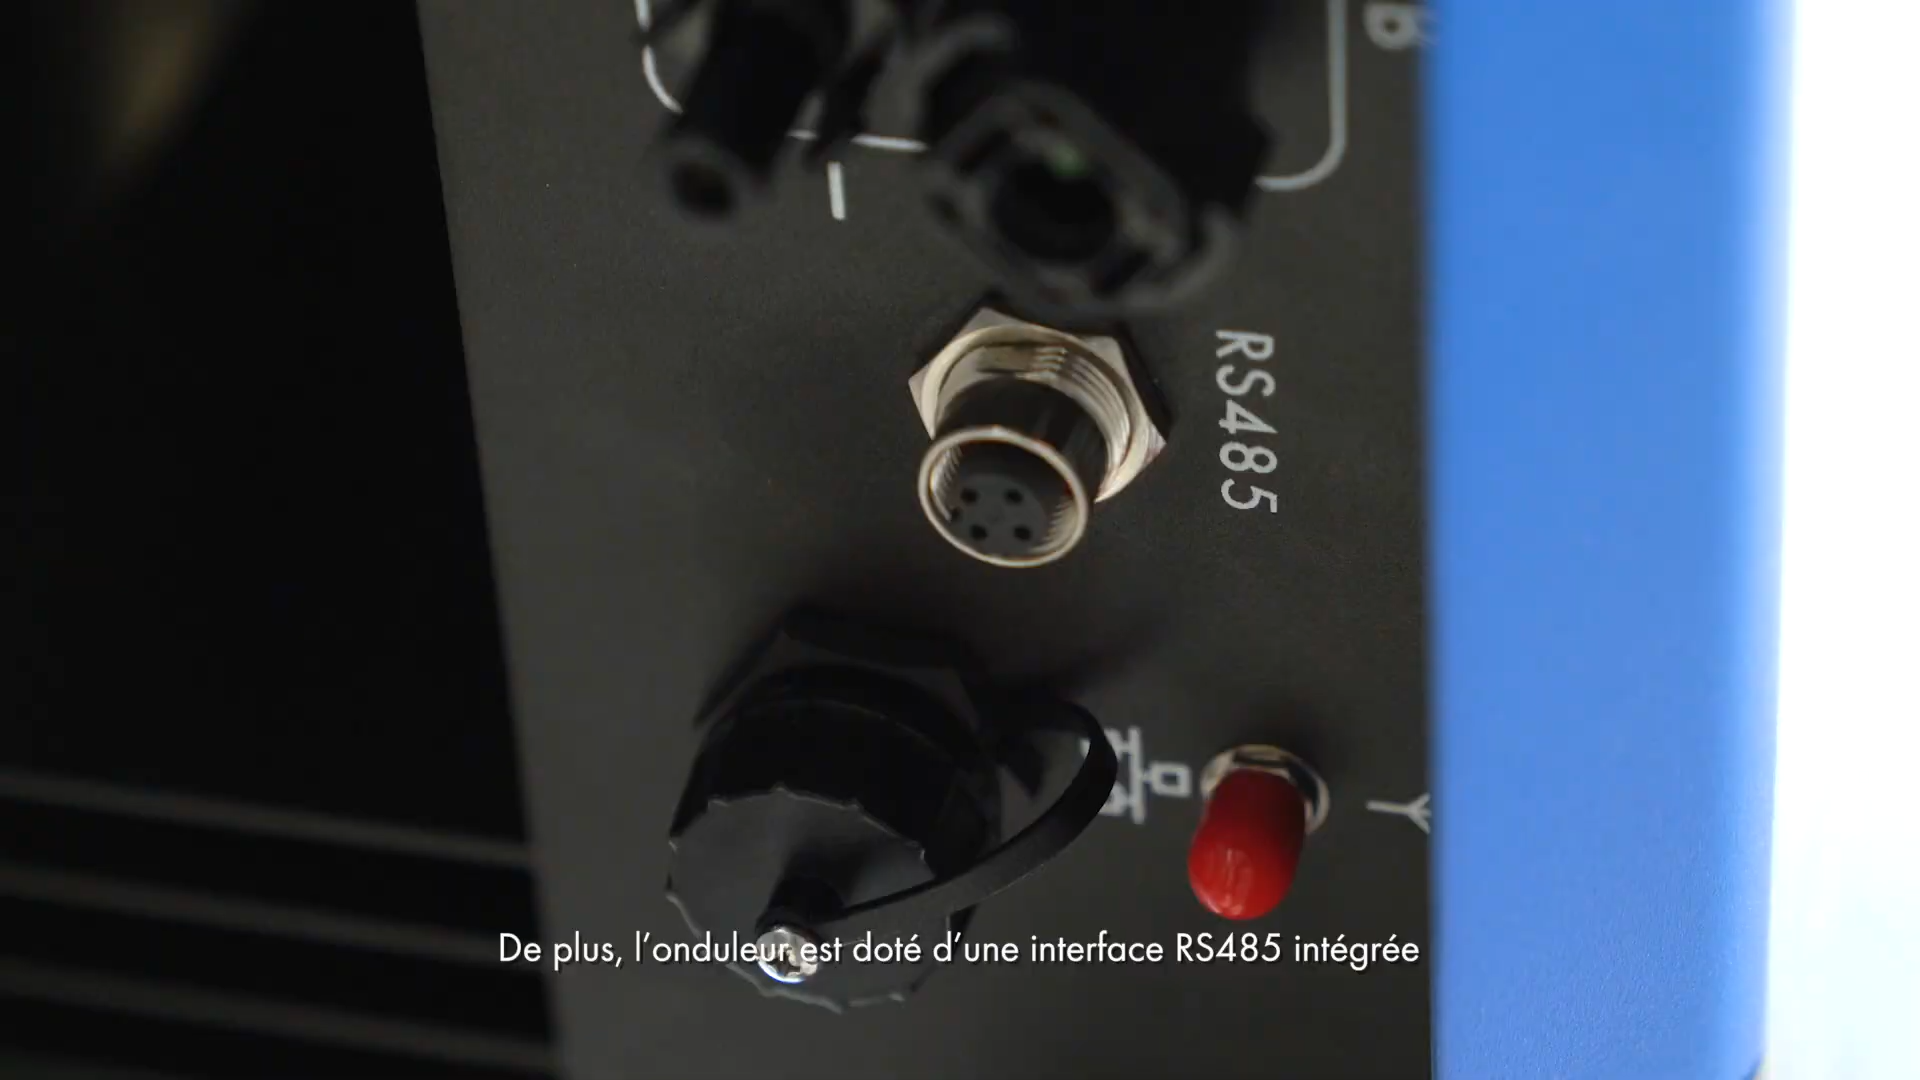 RS485
De plus, l’onduleur est doté d’une interface RS485 intégrée